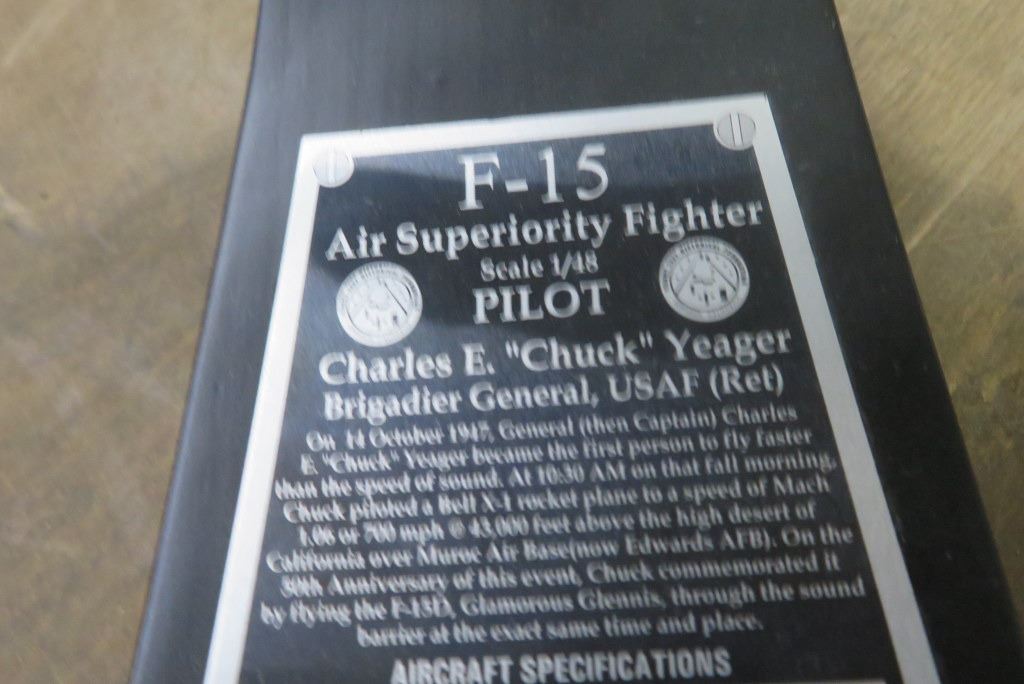 F-15
Air Superiority Fighter
Scale 1/48
PILOT
Charles E. "Chuck" Yeager
Brigadier General, USAF (Ret)
On 14 October 1947, General (then Captain) Charles
E. "Chuck" Yeager became the first person to fly faster
than the speed of sound. At 10:30 AM on that fall morning,
Chuck piloted a Bell X-1 rocket plane to a speed of Mach
1.06 or 700 mph @ 43,000 feet above the high desert of
California over Muroc Air Base(now Edwards AFB). On the
50th Anniversary of this event, Chuck commemorated it
by flying the F-15D, Glamorous Glennis, through the sound
barrier at the exact same time and place.
AIRCRAFT SPECIFICATIONS